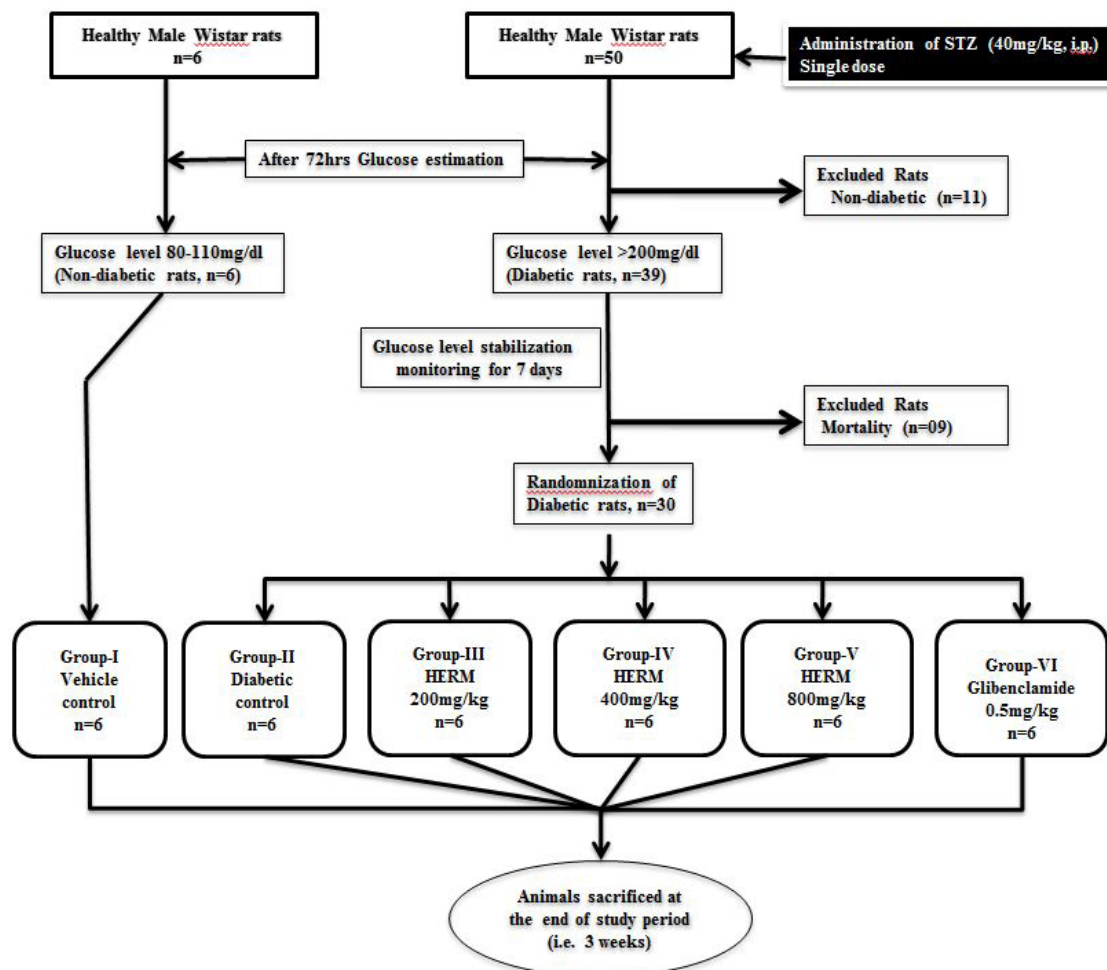 Healthy Male Wistar rats
n=6
Healthy Male Wistar rats
n=50
Administration of STZ (40mg/kg, i.p.)
Single dose
After 72hrs Glucose estimation
Excluded Rats
Non-diabetic (n=11)
Glucose level 80-110mg/dl
(Non-diabetic rats, n=6)
Glucose level >200mg/dl
(Diabetic rats, n=39)
Glucose level stabilization
monitoring for 7 days
Excluded Rats
Mortality (n=09)
Randomnization of
Diabetic rats, n=30
Group-I
Vehicle
control
n=6
Group-II
Diabetic
control
n=6
Group-III
HERM
200mg/kg
n=6
Group-IV
HERM
400mg/kg
n=6
Group-V
HERM
800mg/kg
n=6
Group-VI
Glibenclamide
0.5mg/kg
n=6
Animals sacrificed at
the end of study period
(i.e. 3 weeks)